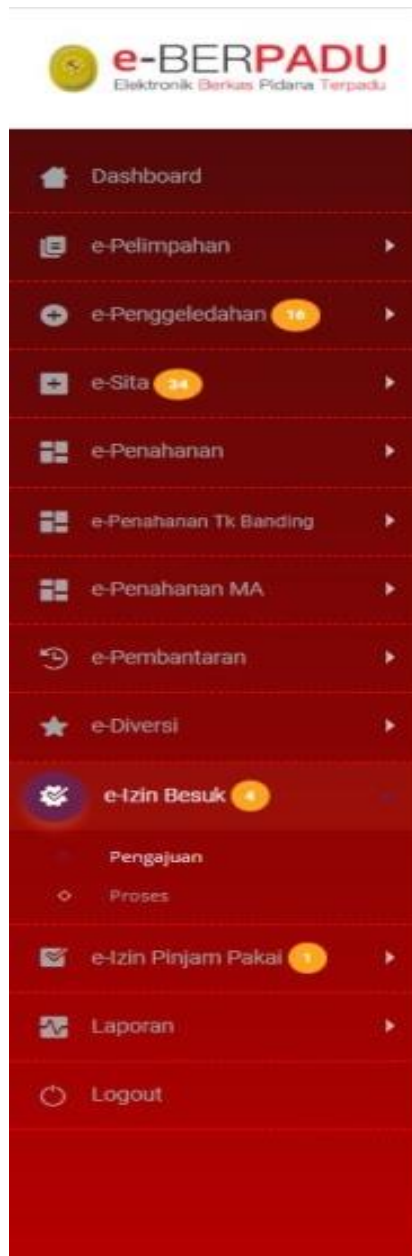 e-BERPADU
Elektronik Berkas Pidana Terpadu
Dashboard
e-Pelimpahan
e-Penggeledahan 16
e-Sita 34
e-Penahanan
e-Penahanan Tk Banding
e-Penahanan MA
e-Pembantaran
e-Diversi
e-Izin Besuk 4
Pengajuan
Proses
e-Izin Pinjam Pakai 1
Laporan
Logout